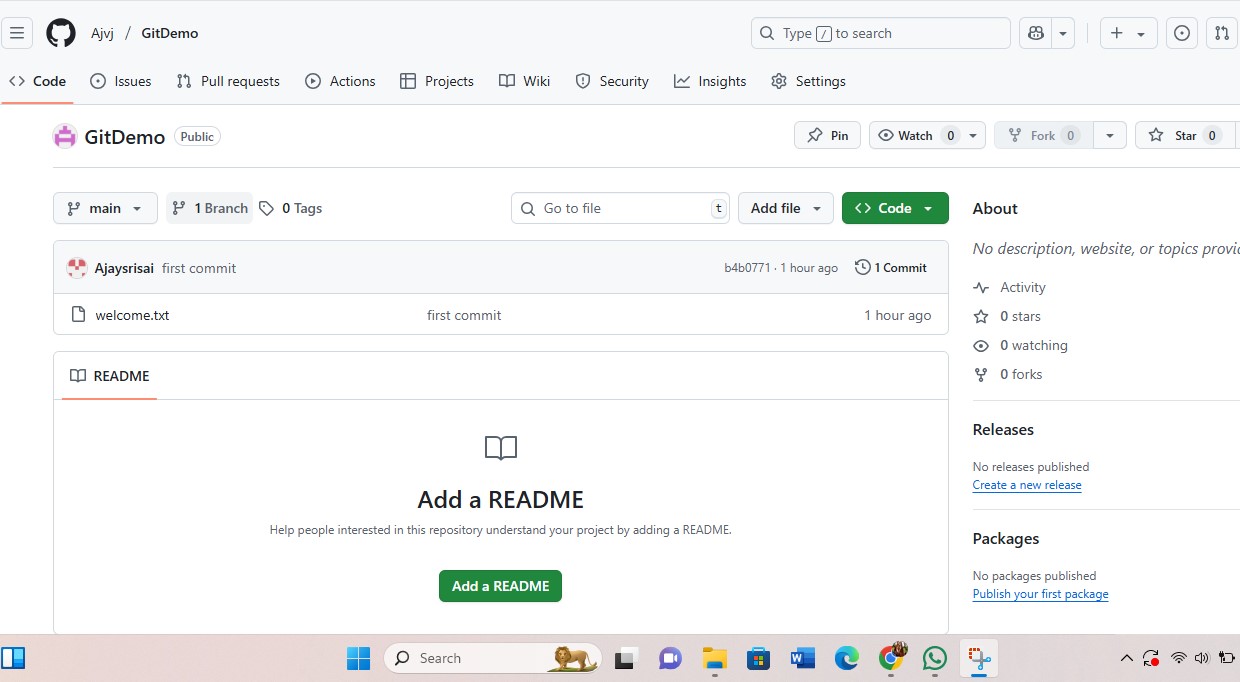 Ajvj / GitDemo
Type / to search
Code Issues Pull requests Actions Projects Wiki Security Insights Settings
GitDemo Public
Pin Watch 0 Fork 0 Star 0
main 1 Branch 0 Tags Go to file t Add file Code
Ajaysrisai first commit b4b0771 · 1 hour ago 1 Commit
welcome.txt first commit 1 hour ago
README
Add a README
Help people interested in this repository understand your project by adding a README.
Add a README
About
No description, website, or topics provi
Activity
0 stars
0 watching
0 forks
Releases
No releases published
Create a new release
Packages
No packages published
Publish your first package
Search